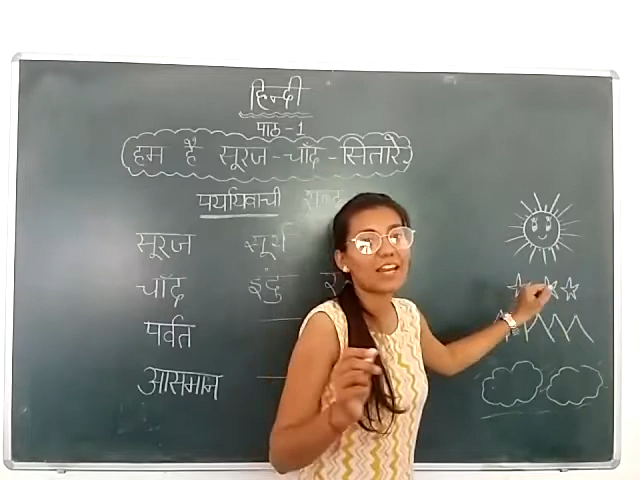 हिन्दी
पाठ-1
हम है सूरज-चाँद-सितारे.
पर्यायवाची शब्द
सूरज सूर्य
चाँद इंदु
पर्वत
आसमान